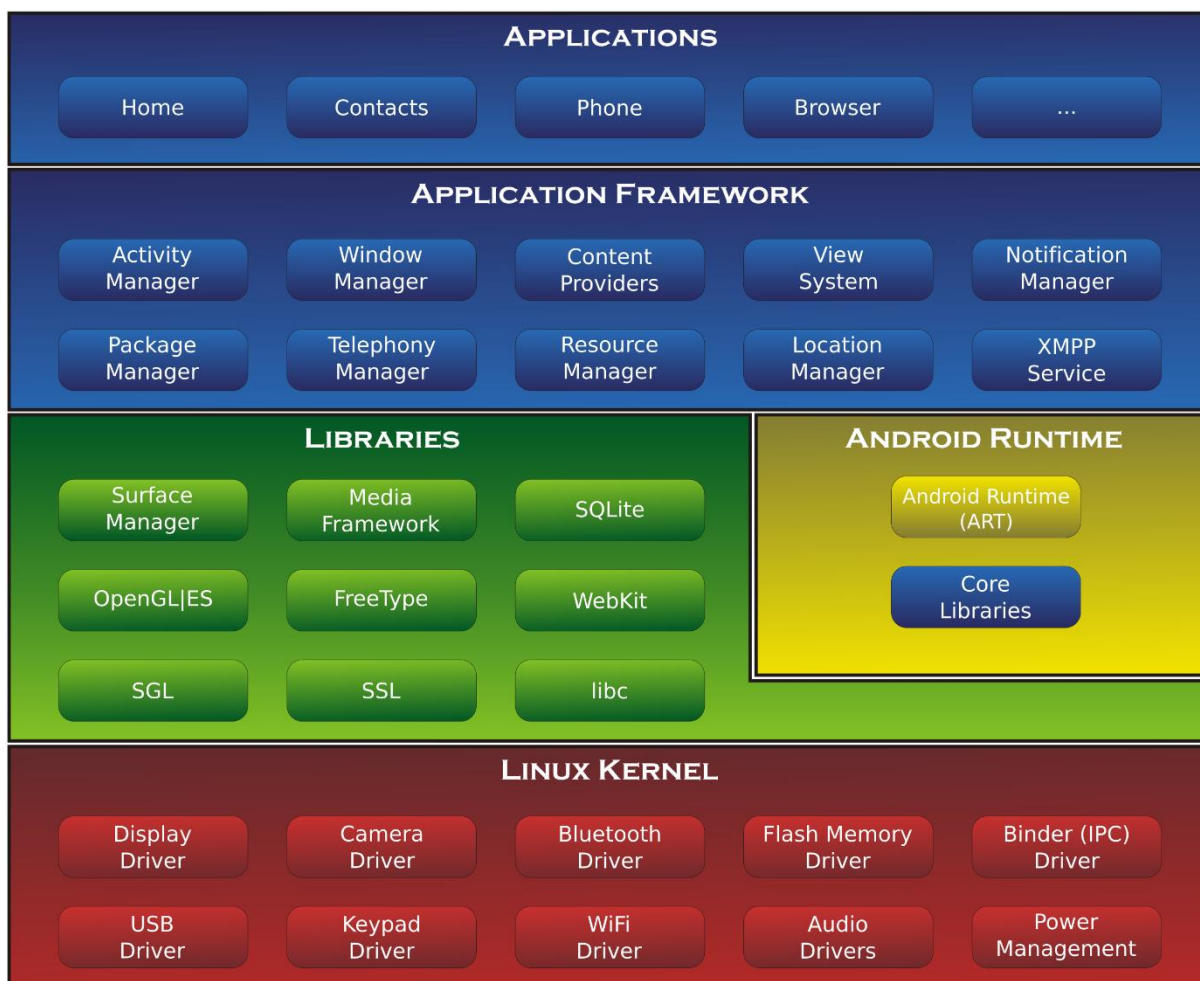 APPLICATIONS
Home
Contacts
Phone
Browser
...
APPLICATION FRAMEWORK
Activity
Manager
Window
Manager
Content
Providers
View
System
Notification
Manager
Package
Manager
Telephony
Manager
Resource
Manager
Location
Manager
XMPP
Service
LIBRARIES
Surface
Manager
Media
Framework
SQLite
OpenGL|ES
FreeType
WebKit
SGL
SSL
libc
ANDROID RUNTIME
Android Runtime
(ART)
Core
Libraries
LINUX KERNEL
Display
Driver
Camera
Driver
Bluetooth
Driver
Flash Memory
Driver
Binder (IPC)
Driver
USB
Driver
Keypad
Driver
WiFi
Driver
Audio
Drivers
Power
Management